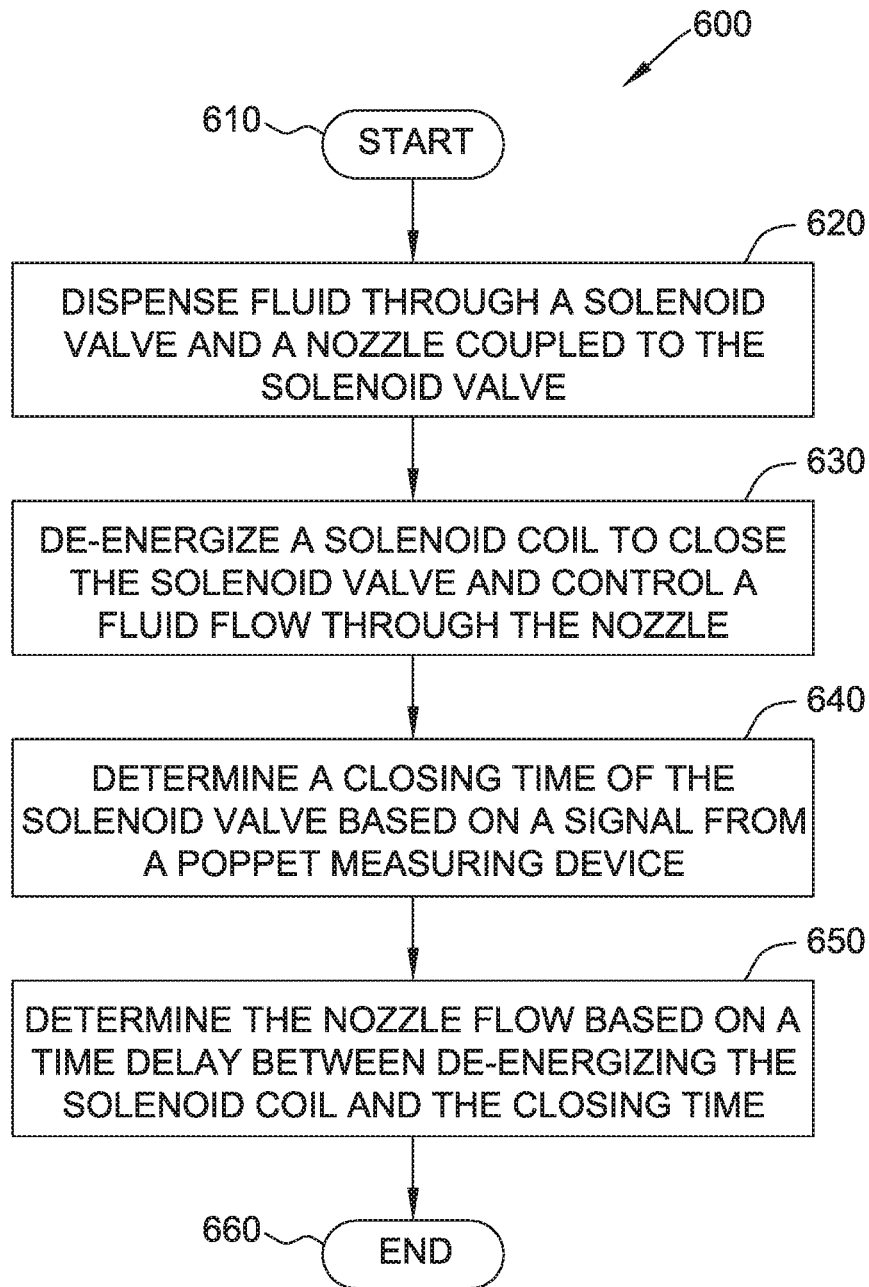 600
610
START
620
DISPENSE FLUID THROUGH A SOLENOID
VALVE AND A NOZZLE COUPLED TO THE
SOLENOID VALVE
630
DE-ENERGIZE A SOLENOID COIL TO CLOSE
THE SOLENOID VALVE AND CONTROL A
FLUID FLOW THROUGH THE NOZZLE
640
DETERMINE A CLOSING TIME OF THE
SOLENOID VALVE BASED ON A SIGNAL FROM
A POPPET MEASURING DEVICE
650
DETERMINE THE NOZZLE FLOW BASED ON A
TIME DELAY BETWEEN DE-ENERGIZING THE
SOLENOID COIL AND THE CLOSING TIME
660
END